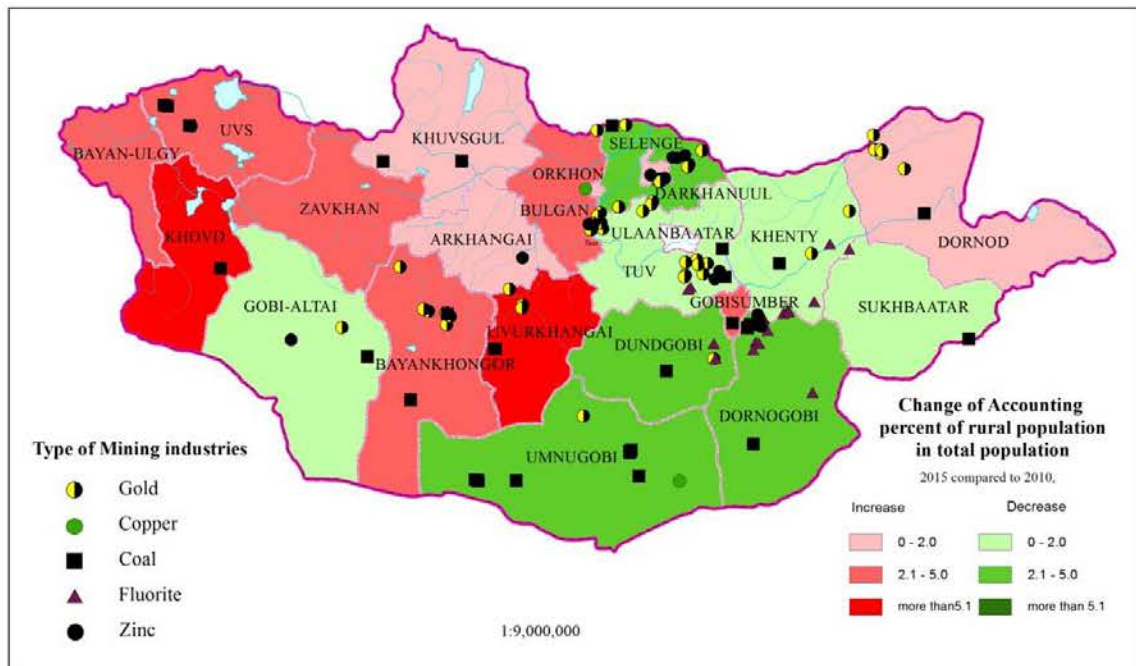 KHUVSGUL
SELENGE
UVS
BAYAN-ULGY
ORKHON
DARKHANUUL
ZAVKHAN
BULGAN
ULAANBAATAR
KHENTY
KHOVD
ARKHANGAI
DORNOD
TUV
GOBI-ALTAI
GOBISUMBER
SUKHBAATAR
UVURKHANGAI
BAYANKHONGOR
DUNDGOBI
DORNOGOBI
UMNUGOBI
Type of Mining industries
Gold
Copper
Coal
Fluorite
Zinc
1:9,000,000
Change of Accounting
percent of rural population
in total population
2015 compared to 2010,
Increase Decrease
0 - 2.0 0 - 2.0
2.1 - 5.0 2.1 - 5.0
more than5.1 more than 5.1